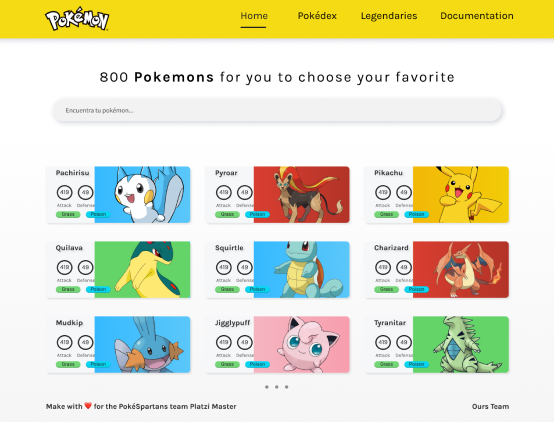 POKéMON
Home Pokédex Legendaries Documentation
800 Pokemons for you to choose your favorite
Encuentra tu pokémon...
Pachirisu Pyroar Pikachu
419 49 419 49 419 49
Attack Defense Attack Defense Attack Defense
Grass Poison Grass Poison Grass Poison
Quilava Squirtle Charizard
419 49 419 49 419 49
Attack Defense Attack Defense Attack Defense
Grass Poison Grass Poison Grass Poison
Mudkip Jigglypuff Tyranitar
419 49 419 49 419 49
Attack Defense Attack Defense Attack Defense
Grass Poison Grass Poison Grass Poison
Make with ❤️ for the PokéSpartans team Platzi Master Ours Team